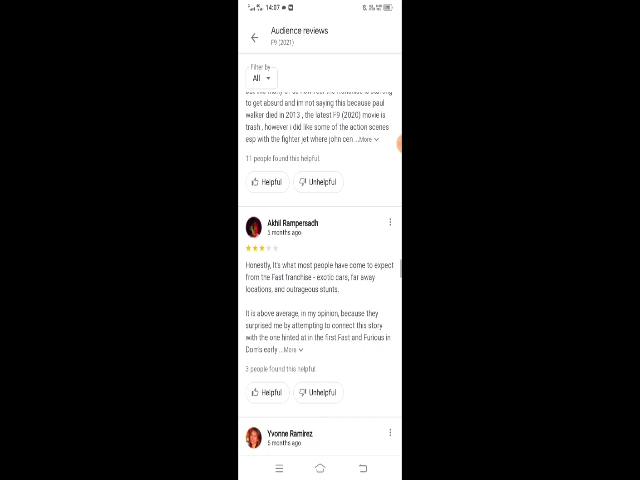 14:07
Audience reviews
F9 (2021)
Filter by
All
to get absurd and im not saying this because paul
walker died in 2013 , the latest F9 (2020) movie is
trash , however i did like some of the action scenes
esp with the fighter jet where john cen ...More
11 people found this helpful.
Helpful
Unhelpful
Akhil Rampersadh
5 months ago
Honestly, It's what most people have come to expect
from the Fast franchise - exotic cars, far away
locations, and outrageous stunts.
It is above average, in my opinion, because they
surprised me by attempting to connect this story
with the one hinted at in the first Fast and Furious in
Dom's early ...More
3 people found this helpful
Helpful
Unhelpful
Yvonne Ramirez
5 months ago